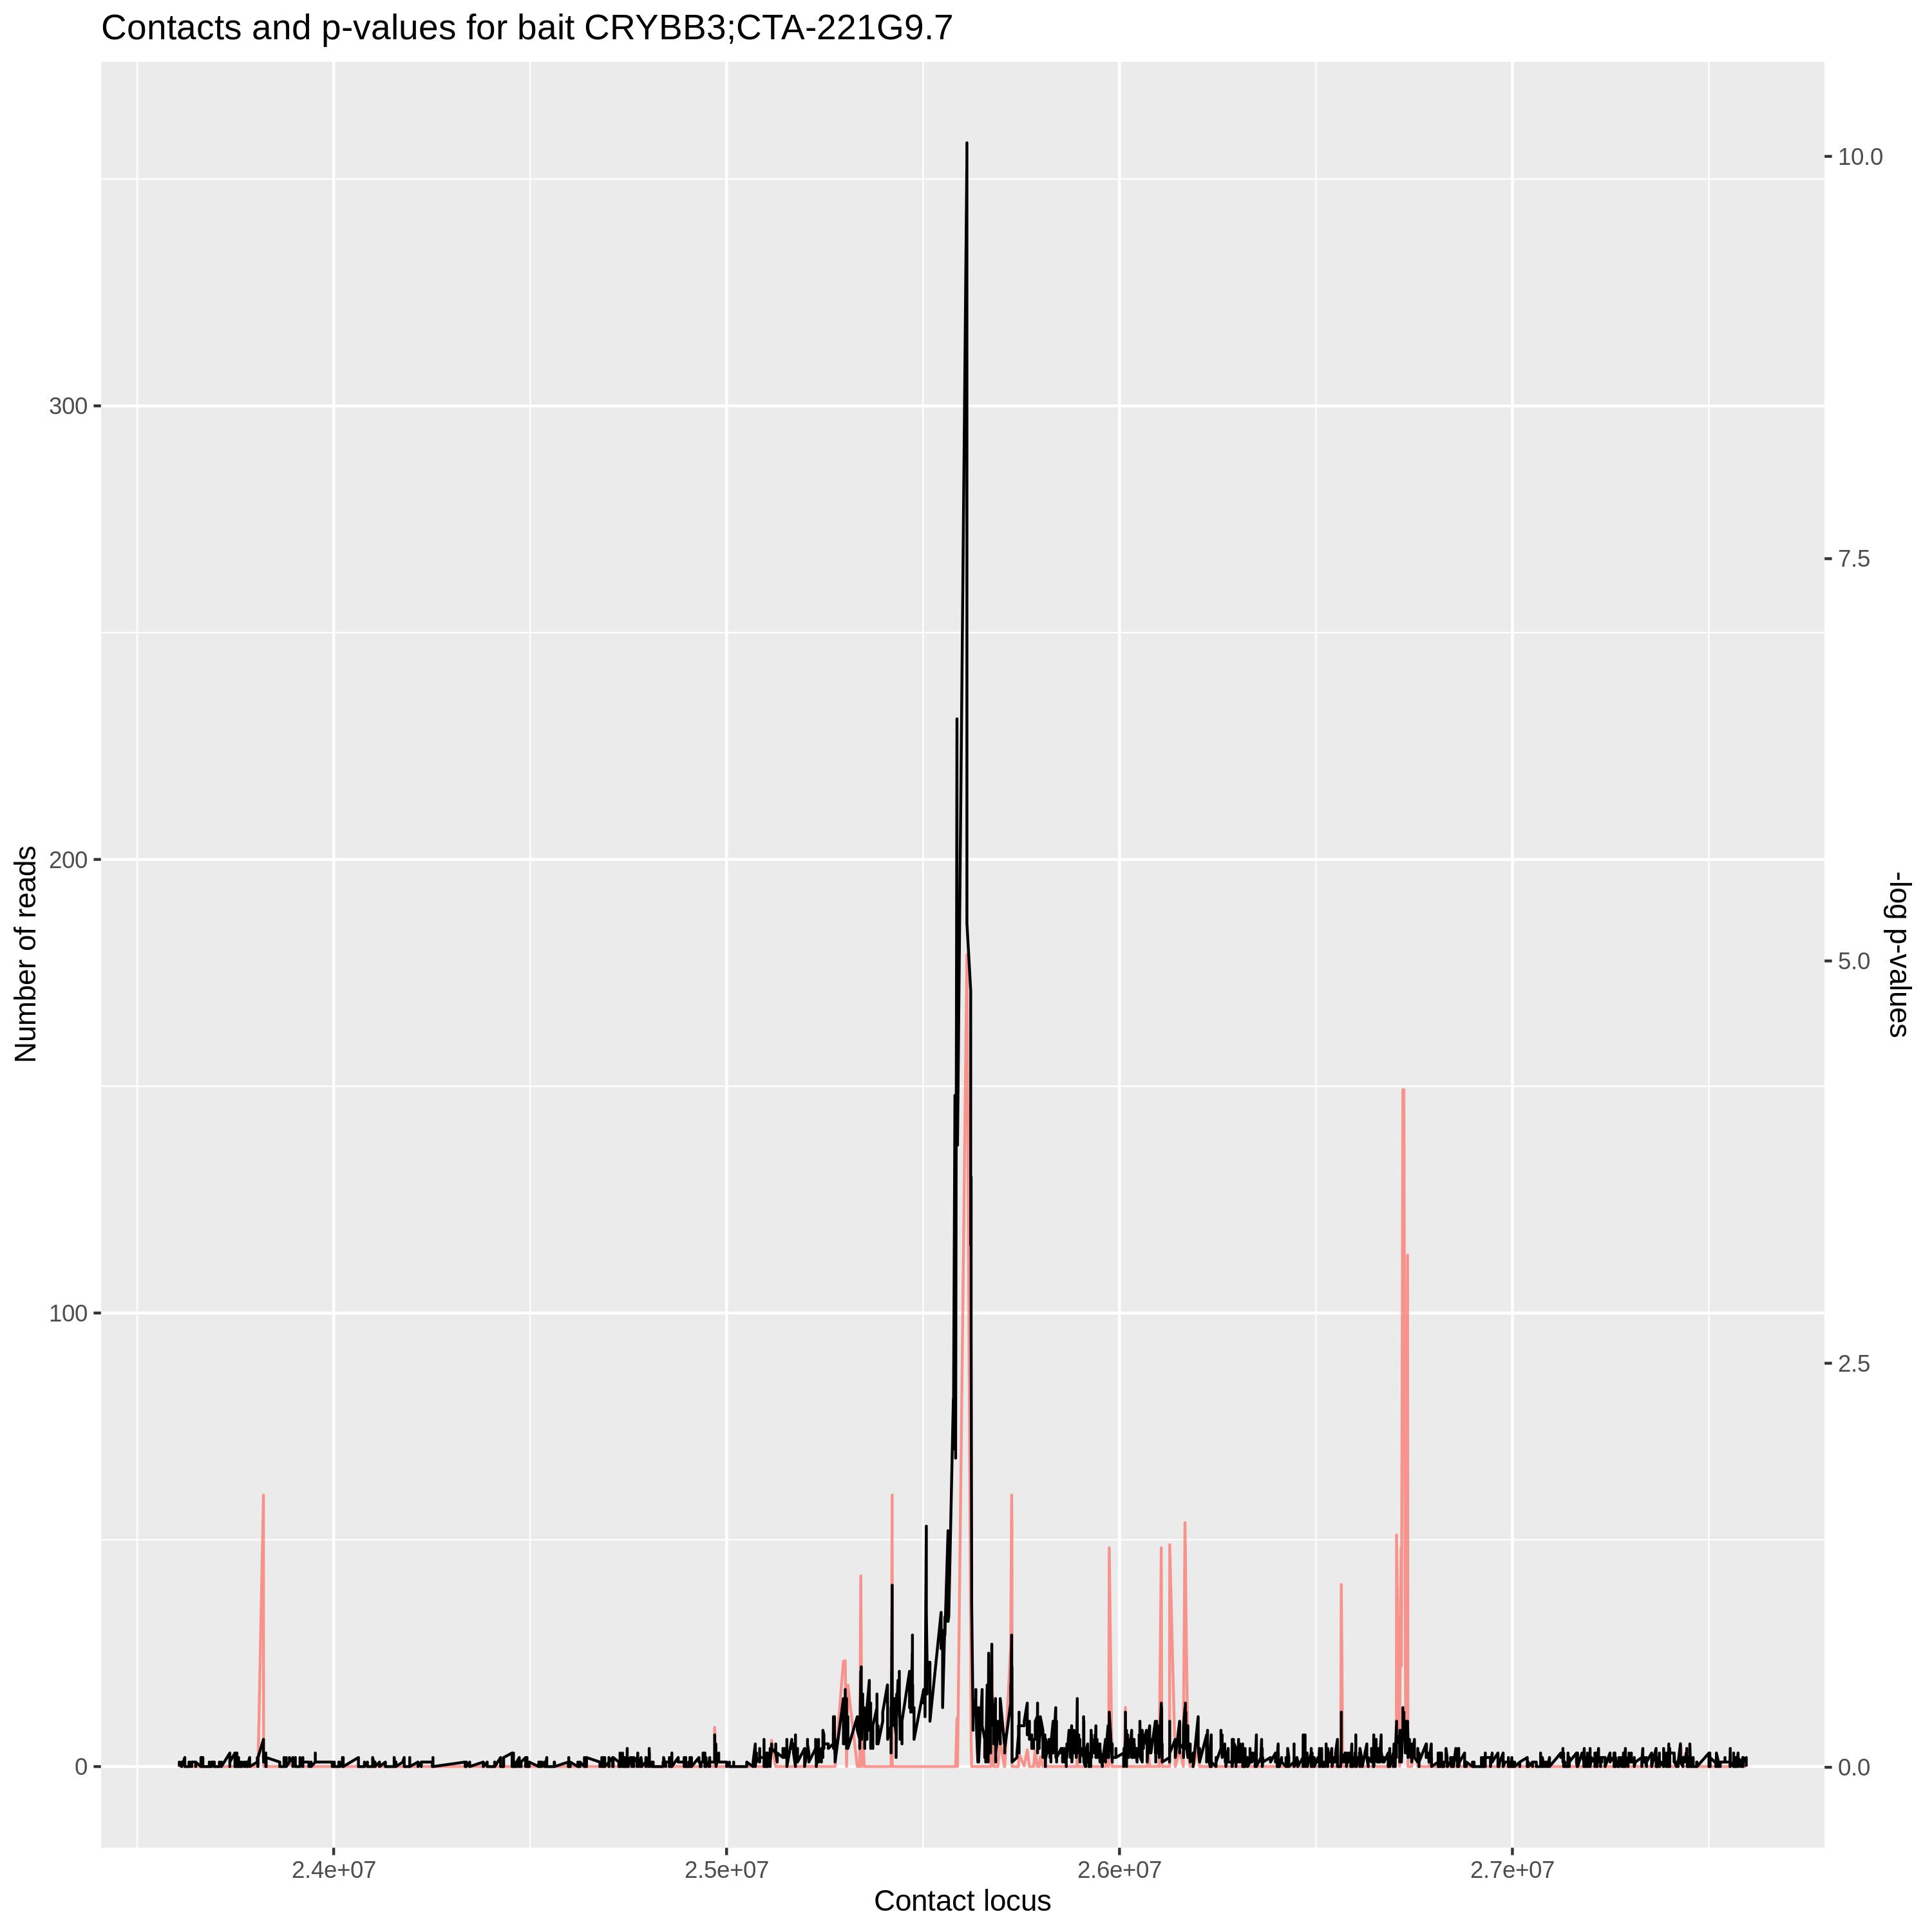 Contacts and p-values for bait CRYBB3;CTA-221G9.7
300
200
100
0
Number of reads
10.0
7.5
5.0
2.5
0.0
-log p-values
2.4e+07
2.5e+07
2.6e+07
2.7e+07
Contact locus